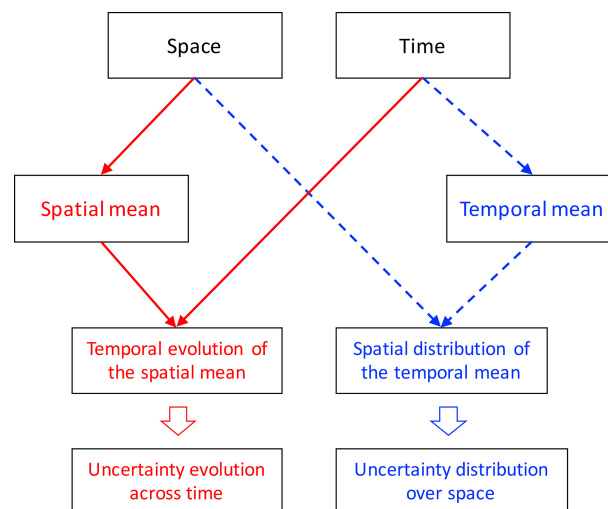 Space
Time
Spatial mean
Temporal mean
Temporal evolution of
the spatial mean
Spatial distribution of
the temporal mean
Uncertainty evolution
across time
Uncertainty distribution
over space